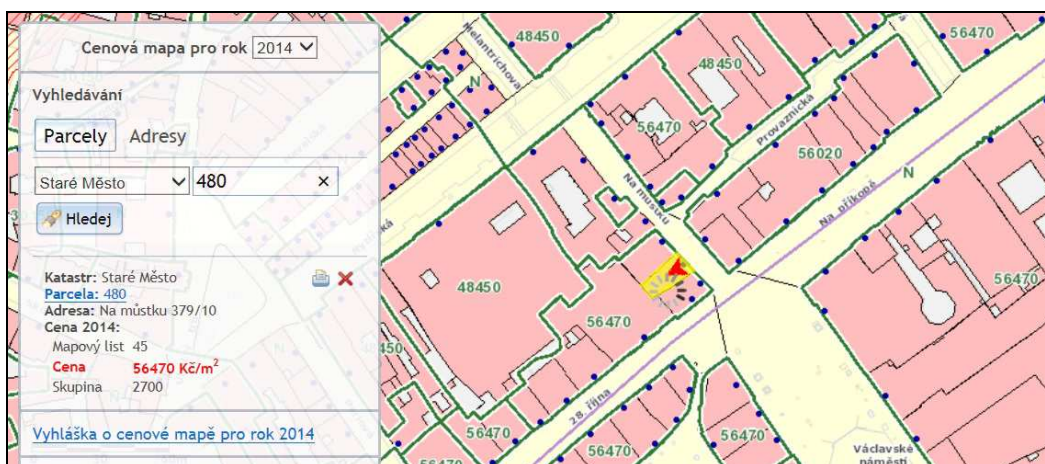 Cenová mapa pro rok 2014
Vyhledávání
Parcely Adresy
Staré Město 480 ×
Hledej
Katastr: Staré Město
Parcela: 480
Adresa: Na můstku 379/10
Cena 2014:
Mapový list 45
Cena 56470 Kč/m²
Skupina 2700
Vyhláška o cenové mapě pro rok 2014
Melantrichova
48450
56470
48450
N
Provaznická
56470
56020
N
Na můstku
Na příkopě
48450
56470
56470
450
28. října
56470
56470
56470
Václavské
náměstí